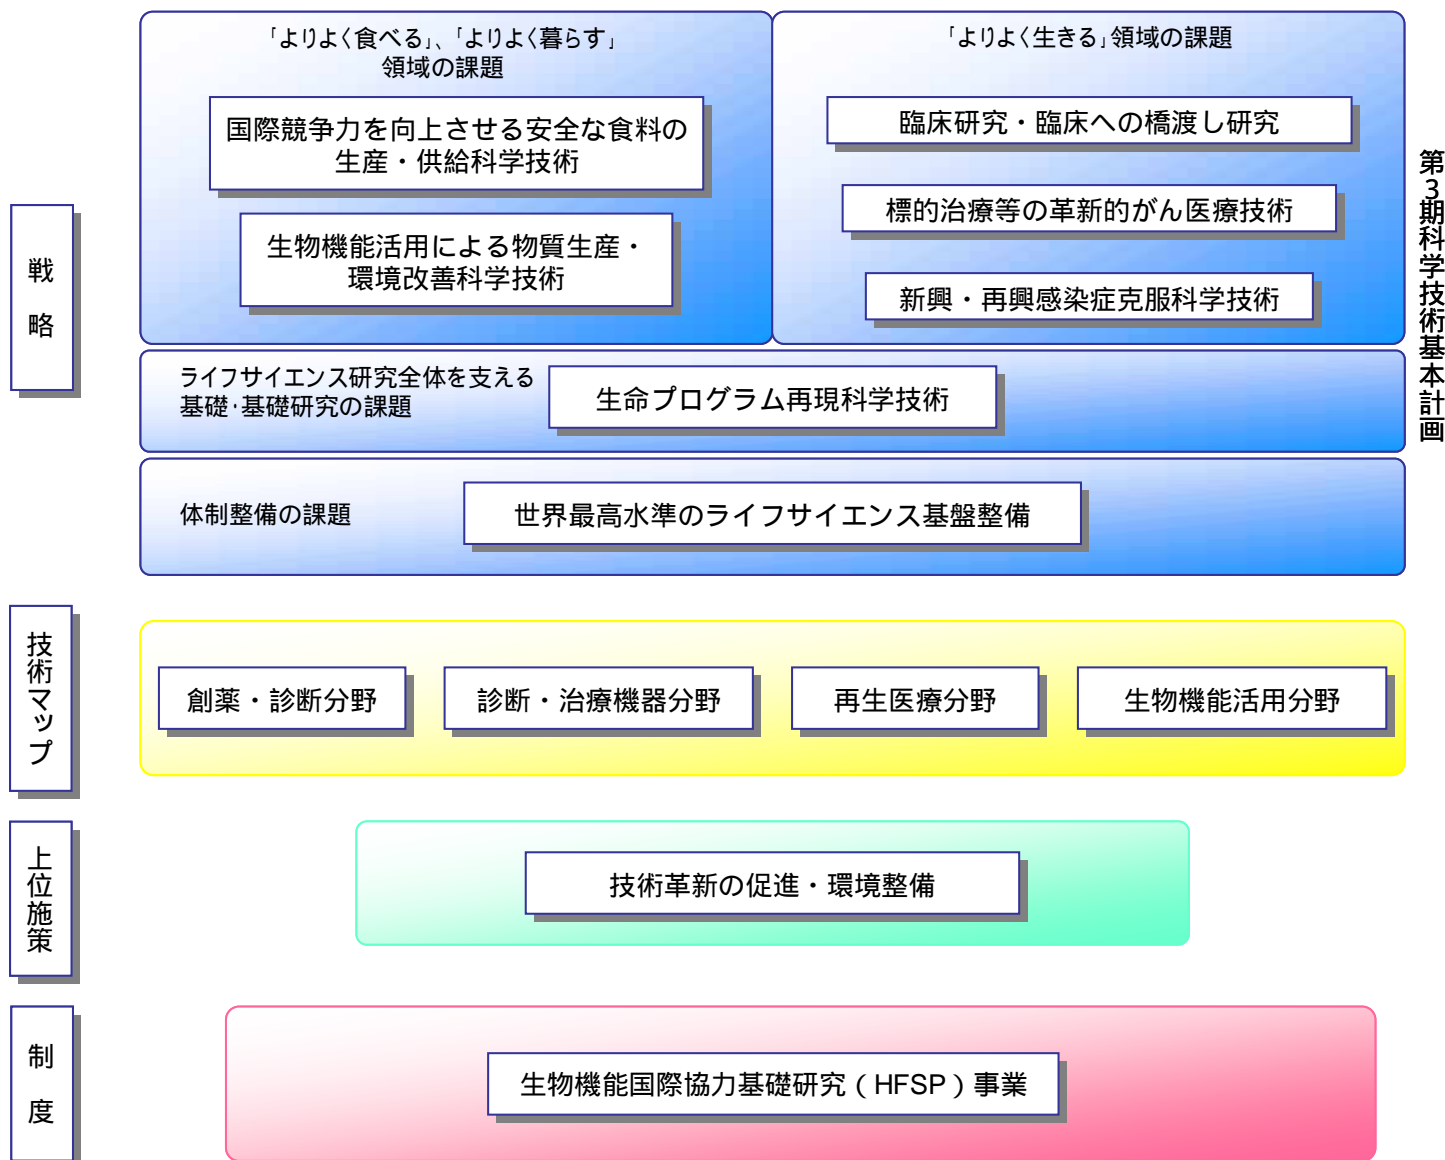 「よりよく食べる」、「よりよく暮らす」
領域の課題
国際競争力を向上させる安全な食料の
生産・供給科学技術
生物機能活用による物質生産・
環境改善科学技術
「よりよく生きる」領域の課題
臨床研究・臨床への橋渡し研究
標的治療等の革新的がん医療技術
新興・再興感染症克服科学技術
第3期科学技術基本計画
戦略
ライフサイエンス研究全体を支える
基礎・基礎研究の課題
生命プログラム再現科学技術
体制整備の課題
世界最高水準のライフサイエンス基盤整備
技術マップ
創薬・診断分野
診断・治療機器分野
再生医療分野
生物機能活用分野
上位施策
技術革新の促進・環境整備
制度
生物機能国際協力基礎研究(HFSP)事業